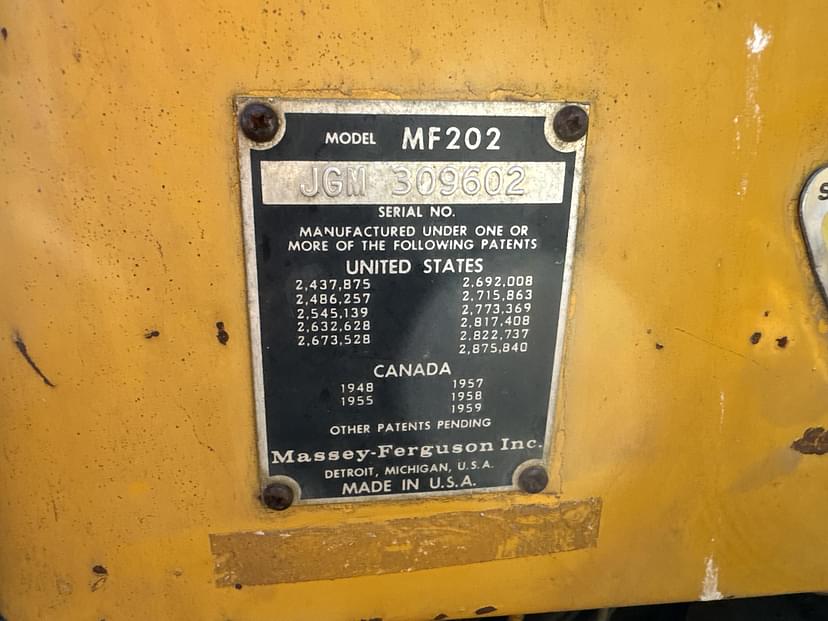 MODEL MF202
JGM 309602
SERIAL NO.
MANUFACTURED UNDER ONE OR
MORE OF THE FOLLOWING PATENTS
UNITED STATES
2,437,875 2,692,008
2,486,257 2,715,863
2,545,139 2,773,369
2,632,628 2,817,408
2,673,528 2,822,737
2,875,840
CANADA
1948 1957
1955 1958
1959
OTHER PATENTS PENDING
Massey-Ferguson Inc.
DETROIT, MICHIGAN, U.S.A.
MADE IN U.S.A.